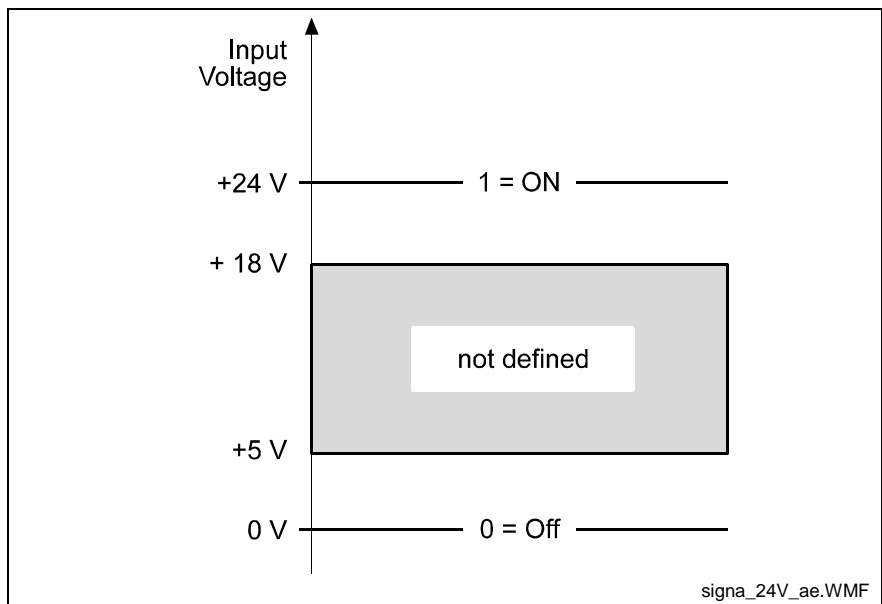 Input
Voltage
+24 V
1 = ON
+ 18 V
not defined
+5 V
0 V
0 = Off
signa_24V_ae.WMF